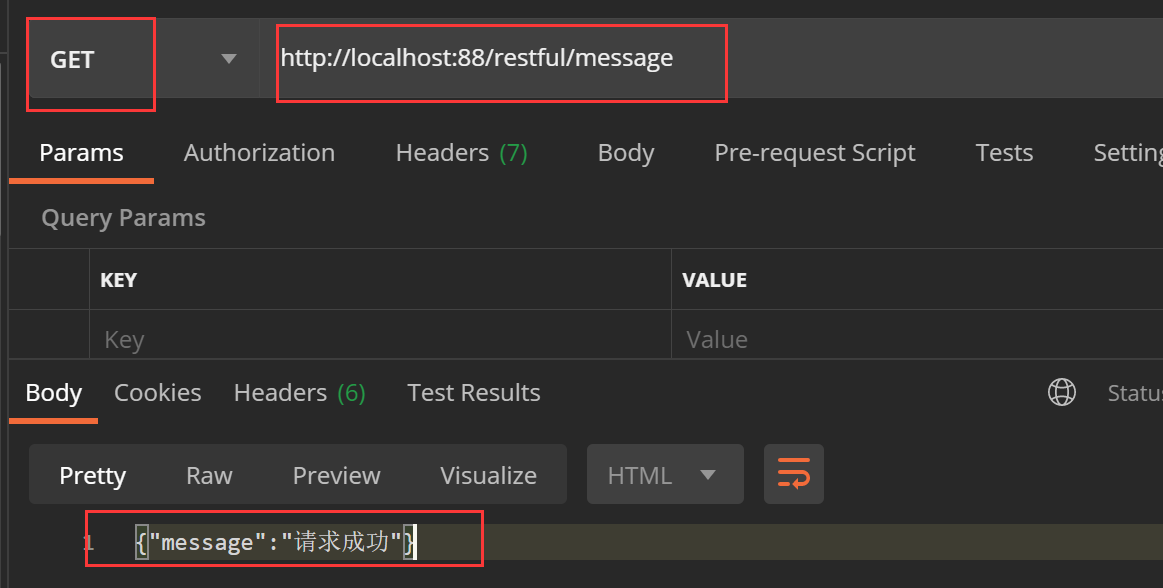 GET http://localhost:88/restful/message
Params Authorization Headers (7) Body Pre-request Script Tests Setting
Query Params
KEY VALUE
Key Value
Body Cookies Headers (6) Test Results Status
Pretty Raw Preview Visualize HTML
1 {"message":"请求成功"}